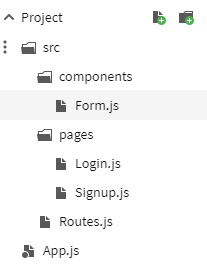 Project
src
components
Form.js
pages
Login.js
Signup.js
Routes.js
App.js